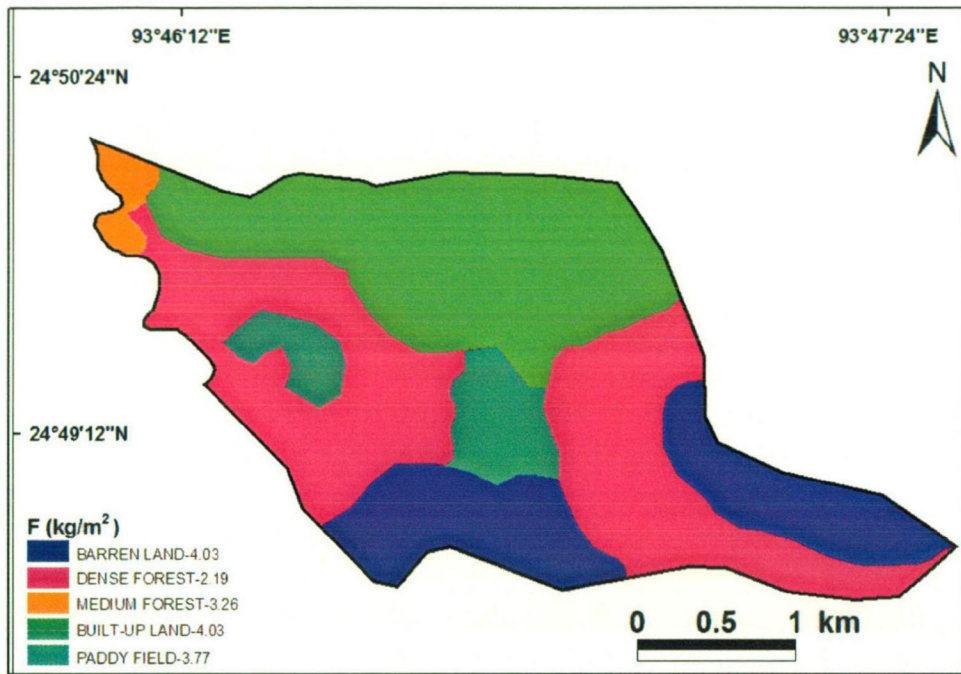 93°46'12"E
93°47'24"E
24°50'24"N
N
24°49'12"N
F (kg/m²)
BARREN LAND-4.03
DENSE FOREST-2.19
MEDIUM FOREST-3.26
BUILT-UP LAND-4.03
PADDY FIELD-3.77
0 0.5 1 km